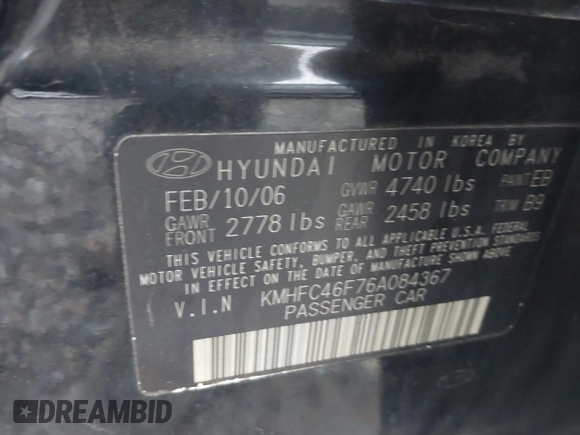 MANUFACTURED IN KOREA BY
HYUNDAI MOTOR COMPANY
FEB/10/06 GVWR 4740 lbs PAINT EB
GAWR FRONT 2778 lbs GAWR REAR 2458 lbs TRIM B9
THIS VEHICLE CONFORMS TO ALL APPLICABLE U.S.A. FEDERAL
MOTOR VEHICLE SAFETY, BUMPER, AND THEFT PREVENTION STANDARDS
IN EFFECT ON THE DATE OF MANUFACTURE SHOWN ABOVE.
V.I.N KMHFC46F76A084367
PASSENGER CAR
DREAMBID